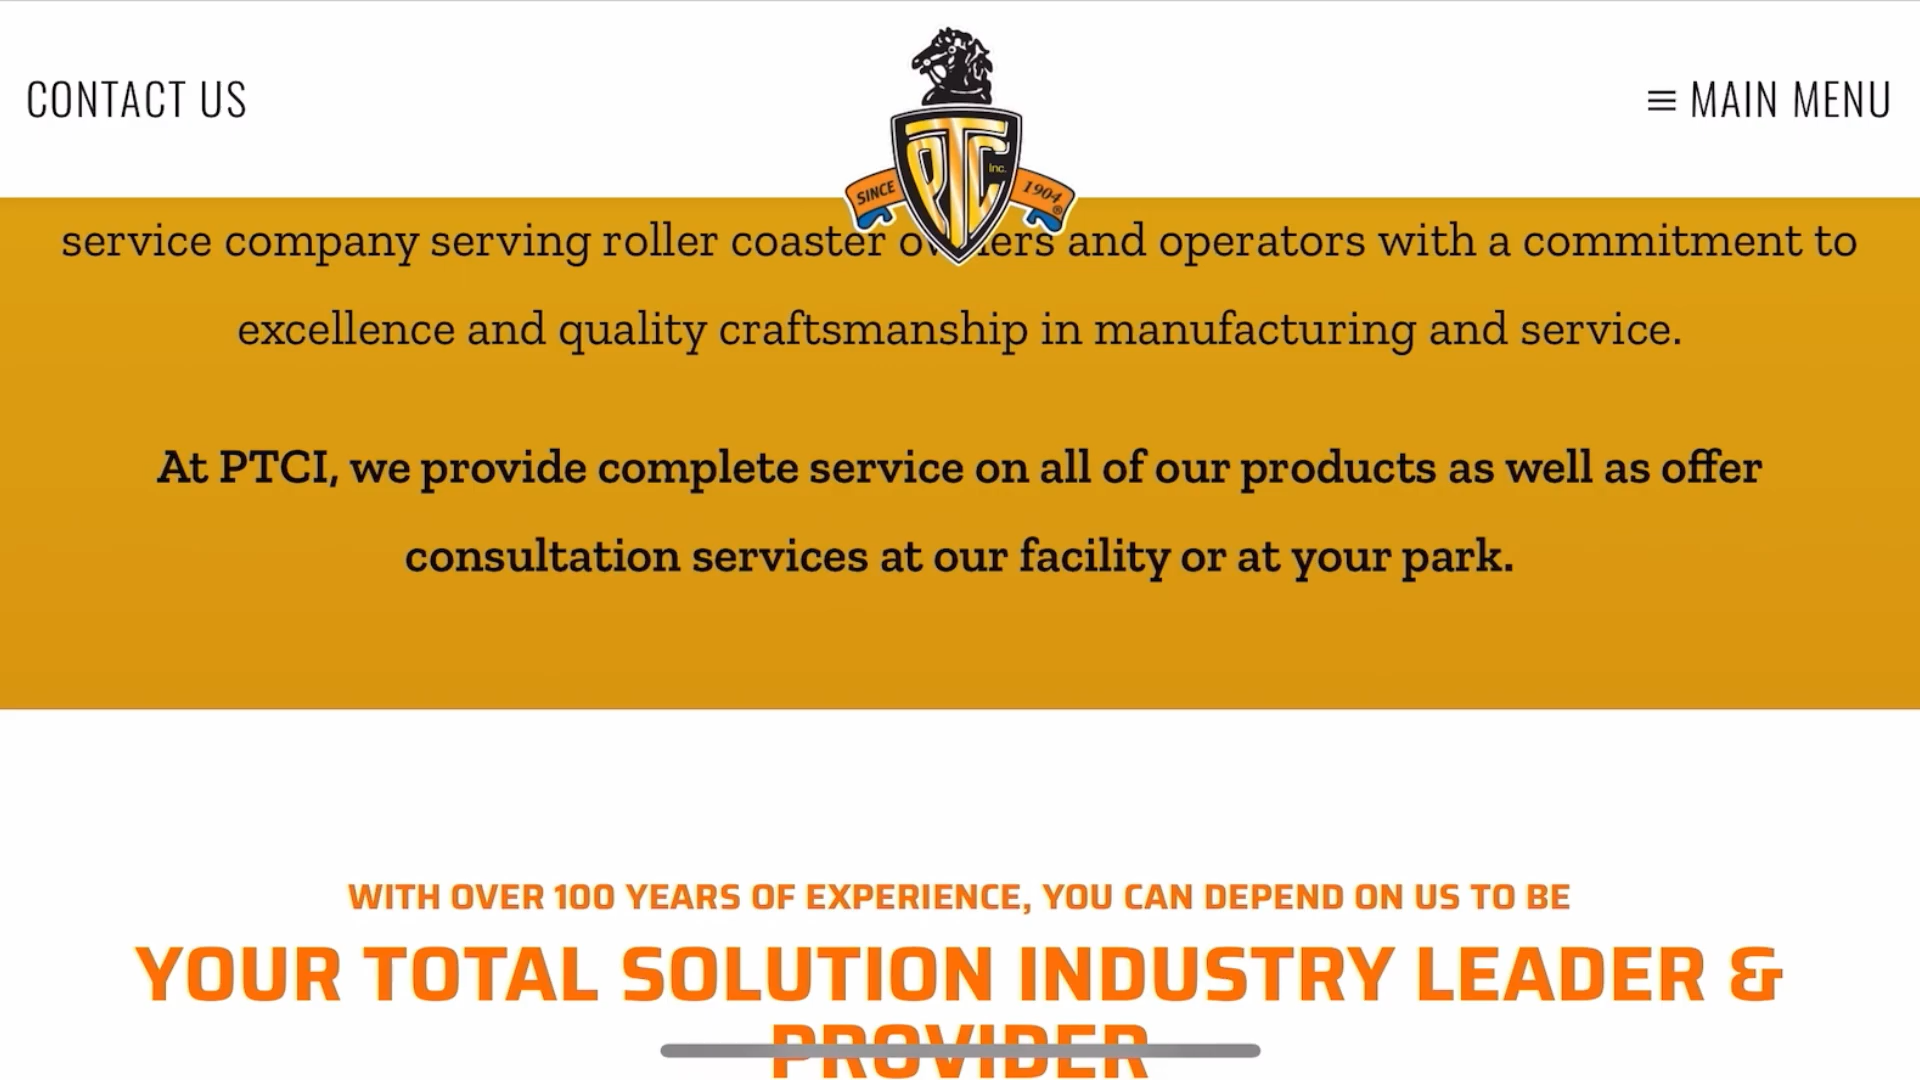 CONTACT US
MAIN MENU
PTC
Inc.
SINCE
1904
®
service company serving roller coaster and operators with a commitment to
excellence and quality craftsmanship in manufacturing and service.
At PTCI, we provide complete service on all of our products as well as offer
consultation services at our facility or at your park.
WITH OVER 100 YEARS OF EXPERIENCE, YOU CAN DEPEND ON US TO BE
YOUR TOTAL SOLUTION INDUSTRY LEADER &
PROVIDER